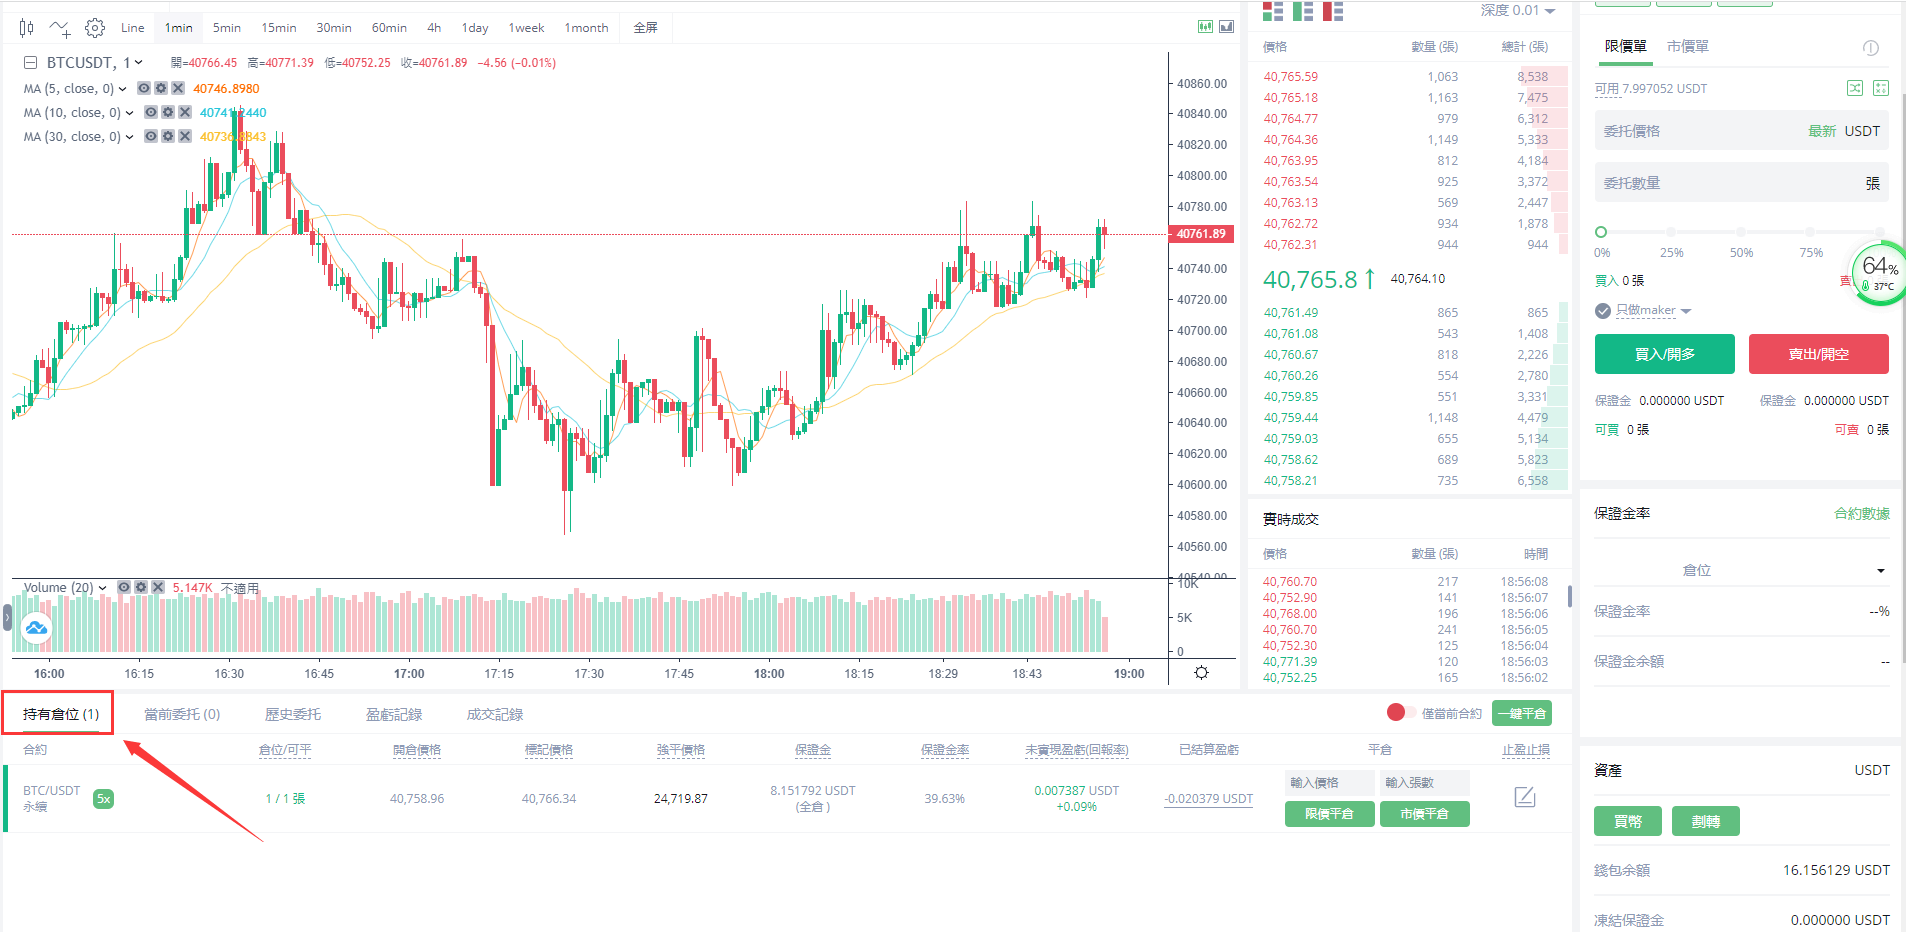 Line 1min 5min 15min 30min 60min 4h 1day 1week 1month 全屏
BTCUSDT, 1 開=40766.45 高=40771.39 低=40752.25 收=40761.89 -4.56 (-0.01%)
MA (5, close, 0) 40746.8980
MA (10, close, 0) 40741.2440
MA (30, close, 0) 40736.8843
40860.00
40840.00
40820.00
40800.00
40780.00
40761.89
40740.00
40720.00
40700.00
40680.00
40660.00
40640.00
40620.00
40600.00
40580.00
40560.00
40540.00
Volume (20) 5.147K 不適用
10K
5K
0
16:00 16:15 16:30 16:45 17:00 17:15 17:30 17:45 18:00 18:15 18:29 18:43 19:00
深度 0.01
價格 數量 (張) 總計 (張)
40,765.59 1,063 8,538
40,765.18 1,163 7,475
40,764.77 979 6,312
40,764.36 1,149 5,333
40,763.95 812 4,184
40,763.54 925 3,372
40,763.13 569 2,447
40,762.72 934 1,878
40,762.31 944 944
40,765.8↑ 40,764.10
40,761.49 865 865
40,761.08 543 1,408
40,760.67 818 2,226
40,760.26 554 2,780
40,759.85 551 3,331
40,759.44 1,148 4,479
40,759.03 655 5,134
40,758.62 689 5,823
40,758.21 735 6,558
實時成交
價格 數量 (張) 時間
40,760.70 217 18:56:08
40,752.90 141 18:56:07
40,768.00 196 18:56:06
40,760.70 241 18:56:05
40,752.30 125 18:56:04
40,771.39 120 18:56:03
40,752.25 165 18:56:02
限價單 市價單
可用 7.997052 USDT
委托價格 最新 USDT
委托數量 張
0% 25% 50% 75%
64%
37°C
買入 0 張 賣
只做maker
買入/開多 賣出/開空
保證金 0.000000 USDT 保證金 0.000000 USDT
可買 0 張 可賣 0 張
保證金率 合約數據
倉位
保證金率 --%
保證金余額 --
資產 USDT
買幣 劃轉
錢包余額 16.156129 USDT
凍結保證金 0.000000 USDT
持有倉位 (1) 當前委托 (0) 歷史委托 盈虧記錄 成交記錄 僅當前合約 一鍵平倉
合約 倉位/可平 開倉價格 標記價格 強平價格 保證金 保證金率 未實現盈虧(回報率) 已結算盈虧 平倉 止盈止損
BTC/USDT 永續 5x 1 / 1 張 40,758.96 40,766.34 24,719.87 8.151792 USDT (全倉) 39.63% 0.007387 USDT +0.09% -0.020379 USDT 輸入價格 輸入張數
限價平倉 市價平倉